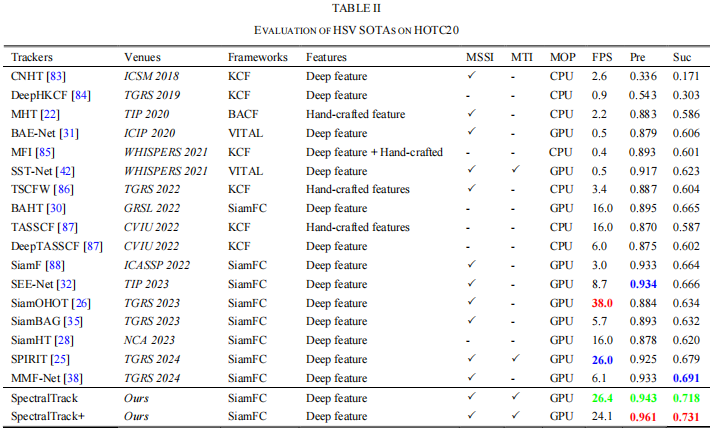 TABLE II
EVALUATION OF HSV SOTAS ON HOTC20
Trackers Venues Frameworks Features MSSI MTI MOP FPS Pre Suc
CNHT [83] ICSM 2018 KCF Deep feature ✓ - CPU 2.6 0.336 0.171
DeepHKCF [84] TGRS 2019 KCF Deep feature - - CPU 0.9 0.543 0.303
MHT [22] TIP 2020 BACF Hand-crafted feature ✓ - CPU 2.2 0.883 0.586
BAE-Net [31] ICIP 2020 VITAL Deep feature ✓ - GPU 0.5 0.879 0.606
MFI [85] WHISPERS 2021 KCF Deep feature + Hand-crafted - - CPU 0.4 0.893 0.601
SST-Net [42] WHISPERS 2021 VITAL Deep feature ✓ ✓ GPU 0.5 0.917 0.623
TSCFW [86] TGRS 2022 KCF Hand-crafted features ✓ - CPU 3.4 0.887 0.604
BAHT [30] GRSL 2022 SiamFC Deep feature - - GPU 16.0 0.895 0.665
TASSCF [87] CVIU 2022 KCF Hand-crafted features - - CPU 16.0 0.870 0.587
DeepTASSCF [87] CVIU 2022 KCF Deep feature - - CPU 6.0 0.875 0.602
SiamF [88] ICASSP 2022 SiamFC Deep feature ✓ - GPU 3.0 0.933 0.664
SEE-Net [32] TIP 2023 SiamFC Deep feature ✓ - GPU 8.7 0.934 0.666
SiamOHOT [26] TGRS 2023 SiamFC Deep feature ✓ - GPU 38.0 0.884 0.634
SiamBAG [35] TGRS 2023 SiamFC Deep feature ✓ - GPU 5.7 0.893 0.632
SiamHT [28] NCA 2023 SiamFC Deep feature - - GPU 16.0 0.878 0.620
SPIRIT [25] TGRS 2024 SiamFC Deep feature ✓ ✓ GPU 26.0 0.925 0.679
MMF-Net [38] TGRS 2024 SiamFC Deep feature ✓ - GPU 6.1 0.933 0.691
SpectralTrack Ours SiamFC Deep feature ✓ ✓ GPU 26.4 0.943 0.718
SpectralTrack+ Ours SiamFC Deep feature ✓ ✓ GPU 24.1 0.961 0.731